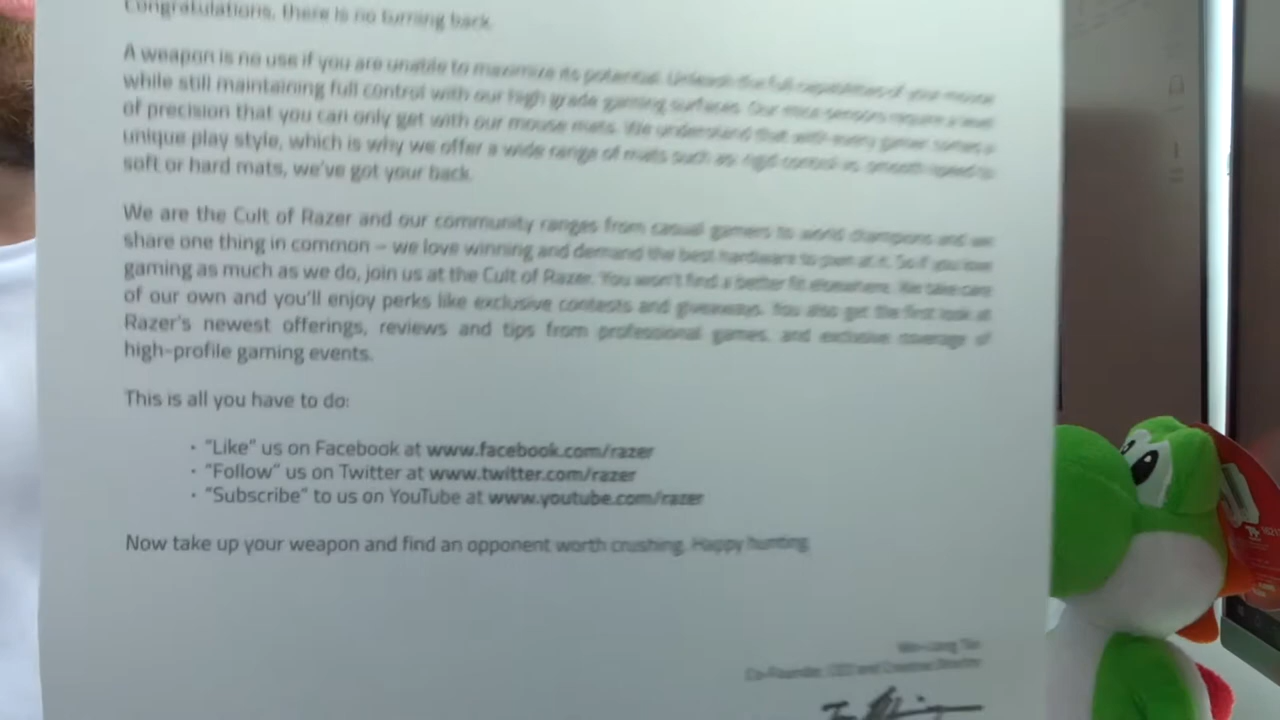 Congratulations, there is no turning back.
A weapon is no use if you are unable to maximize its potential. Unleash the full capabilities of your mouse
while still maintaining full control with our high grade gaming surfaces. Our mice sensors require a level
of precision that you can only get with our mouse mats. We understand that with every gamer comes a
unique play style, which is why we offer a wide range of mats such as rigid control vs. smooth speed to
soft or hard mats, we've got your back.
We are the Cult of Razer and our community ranges from casual gamers to world champions and we
share one thing in common – we love winning and demand the best hardware to own at it. So if you love
gaming as much as we do, join us at the Cult of Razer. You won't find a better fit elsewhere. We take care
of our own and you'll enjoy perks like exclusive contests and giveaways. You also get the first look at
Razer's newest offerings, reviews and tips from professional games, and exclusive coverage of
high-profile gaming events.
This is all you have to do:
• "Like" us on Facebook at www.facebook.com/razer
• "Follow" us on Twitter at www.twitter.com/razer
• "Subscribe" to us on YouTube at www.youtube.com/razer
Now take up your weapon and find an opponent worth crushing. Happy hunting.
Min-Liang Tan
Co-Founder, CEO and Creative Director